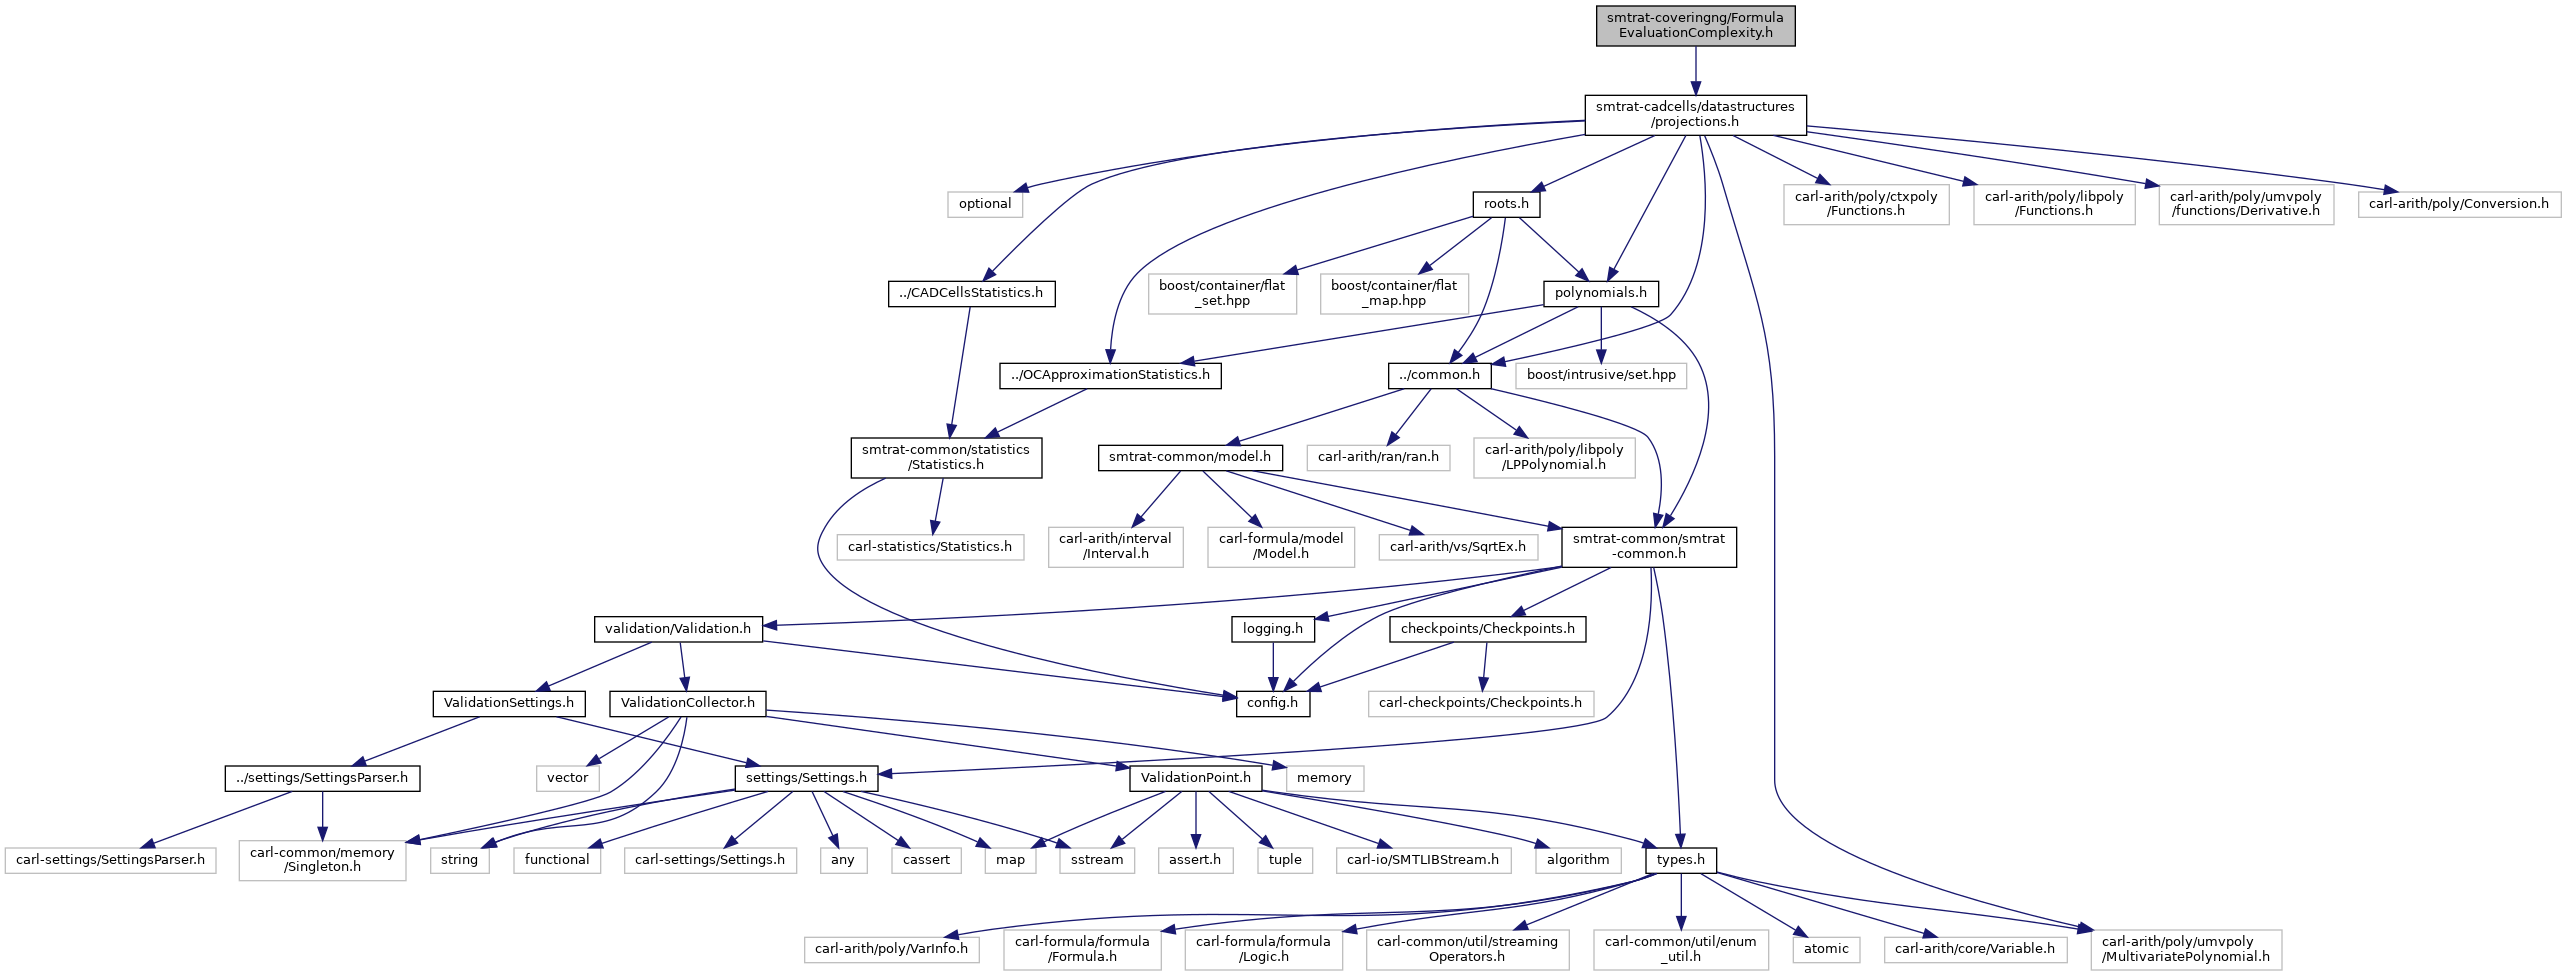 smtrat-coveringng/Formula
EvaluationComplexity.h
smtrat-cadcells/datastructures
/projections.h
optional
roots.h
carl-arith/poly/ctxpoly
/Functions.h
carl-arith/poly/libpoly
/Functions.h
carl-arith/poly/umvpoly
/functions/Derivative.h
carl-arith/poly/Conversion.h
../CADCellsStatistics.h
boost/container/flat
_set.hpp
boost/container/flat
_map.hpp
polynomials.h
../OCApproximationStatistics.h
../common.h
boost/intrusive/set.hpp
smtrat-common/statistics
/Statistics.h
smtrat-common/model.h
carl-arith/ran/ran.h
carl-arith/poly/libpoly
/LPPolynomial.h
carl-statistics/Statistics.h
carl-arith/interval
/Interval.h
carl-formula/model
/Model.h
carl-arith/vs/SqrtEx.h
smtrat-common/smtrat
-common.h
validation/Validation.h
logging.h
checkpoints/Checkpoints.h
ValidationSettings.h
ValidationCollector.h
config.h
carl-checkpoints/Checkpoints.h
../settings/SettingsParser.h
vector
settings/Settings.h
ValidationPoint.h
memory
carl-settings/SettingsParser.h
carl-common/memory
/Singleton.h
string
functional
carl-settings/Settings.h
any
cassert
map
sstream
assert.h
tuple
carl-io/SMTLIBStream.h
algorithm
types.h
carl-arith/poly/VarInfo.h
carl-formula/formula
/Formula.h
carl-formula/formula
/Logic.h
carl-common/util/streaming
Operators.h
carl-common/util/enum
_util.h
atomic
carl-arith/core/Variable.h
carl-arith/poly/umvpoly
/MultivariatePolynomial.h